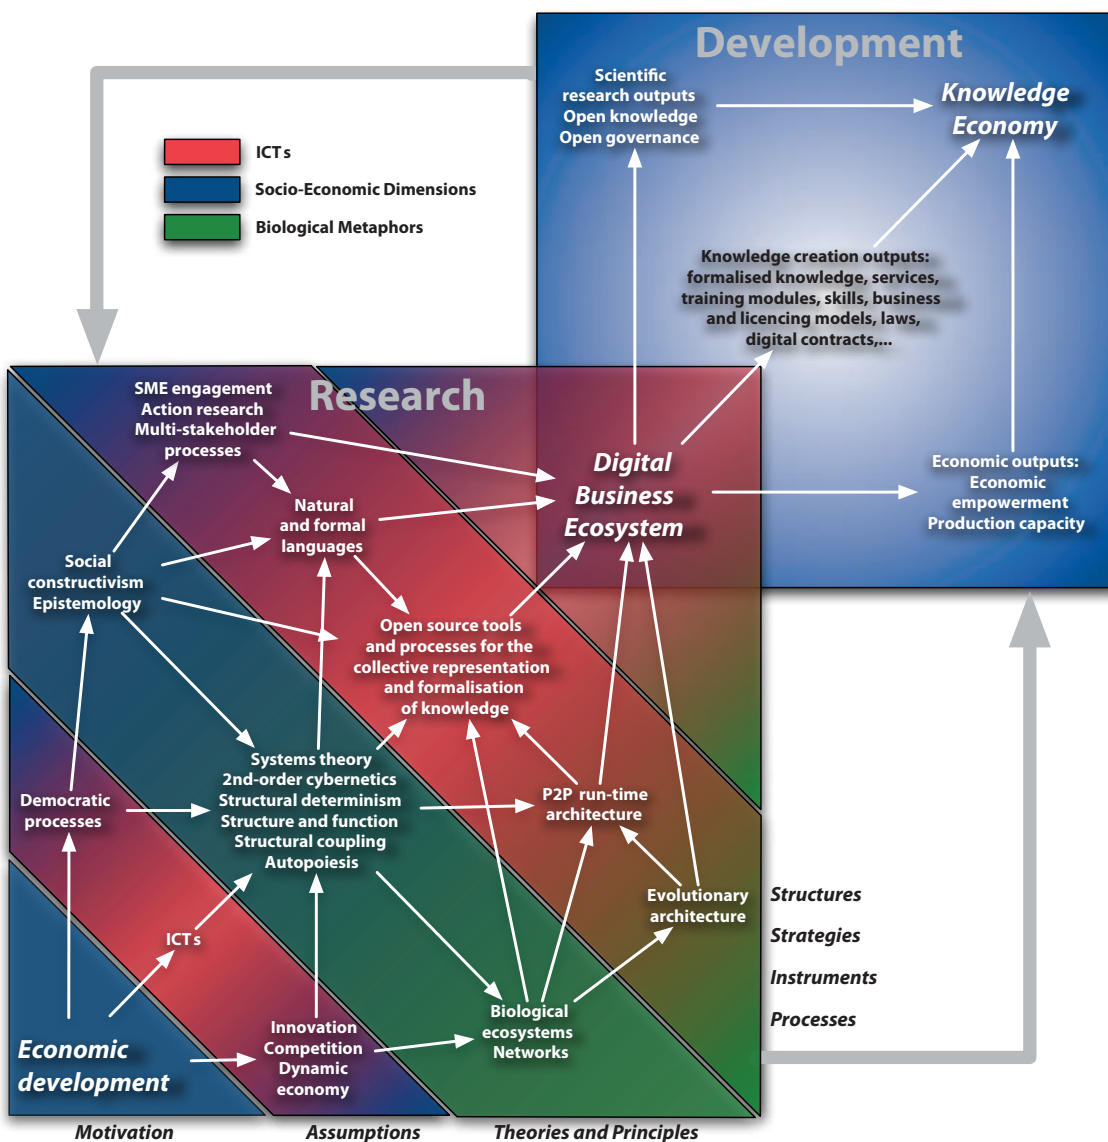 Development
Scientific
research outputs
Open knowledge
Open governance
Knowledge
Economy
ICTs
Socio-Economic Dimensions
Biological Metaphors
Knowledge creation outputs:
formalised knowledge, services,
training modules, skills, business
and licencing models, laws,
digital contracts,...
Research
SME engagement
Action research
Multi-stakeholder
processes
Digital
Business
Ecosystem
Economic outputs:
Economic
empowerment
Production capacity
Natural
and formal
languages
Social
constructivism
Epistemology
Open source tools
and processes for the
collective representation
and formalisation
of knowledge
Systems theory
2nd-order cybernetics
Structural determinism
Structure and function
Structural coupling
Autopoiesis
Democratic
processes
P2P run-time
architecture
Evolutionary
architecture
Structures
Strategies
Instruments
Processes
ICTs
Biological
ecosystems
Networks
Innovation
Competition
Dynamic
economy
Economic
development
Motivation
Assumptions
Theories and Principles